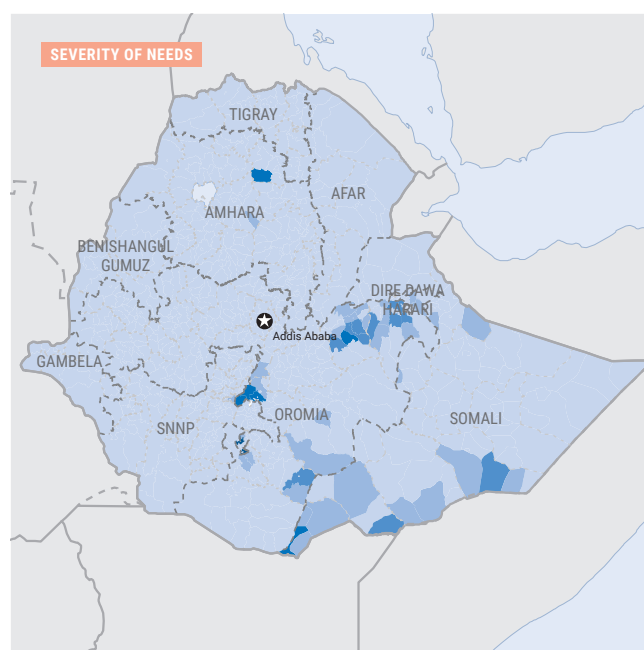 SEVERITY OF NEEDS
TIGRAY
AFAR
AMHARA
BENISHANGUL
GUMUZ
DIRE DAWA
HARARI
Addis Ababa
GAMBELA
OROMIA
SOMALI
SNNP